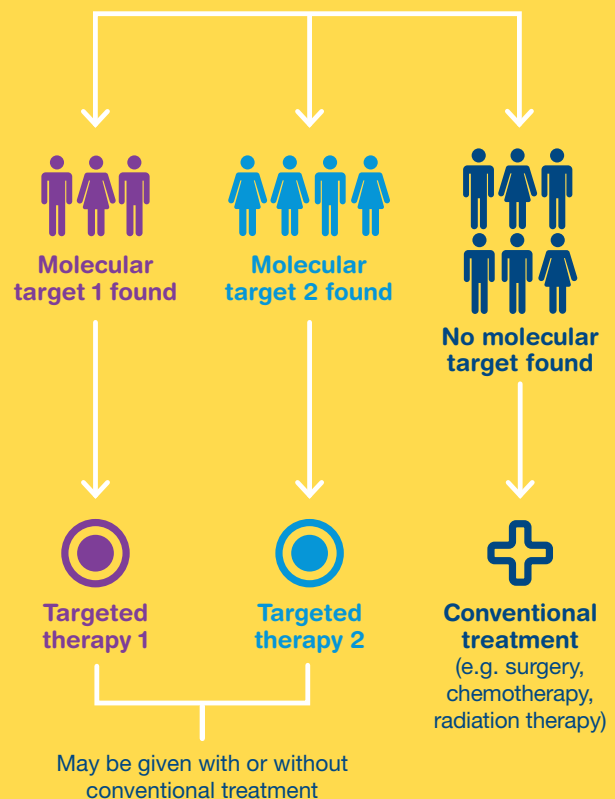 Molecular
target 1 found
Molecular
target 2 found
No molecular
target found
Targeted
therapy 1
Targeted
therapy 2
Conventional
treatment
(e.g. surgery,
chemotherapy,
radiation therapy)
May be given with or without
conventional treatment